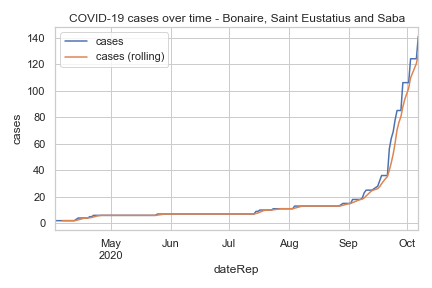 COVID-19 cases over time - Bonaire, Saint Eustatius and Saba
cases
cases (rolling)
140
120
100
80
60
40
20
0
cases
May Jun Jul Aug Sep Oct
2020
dateRep